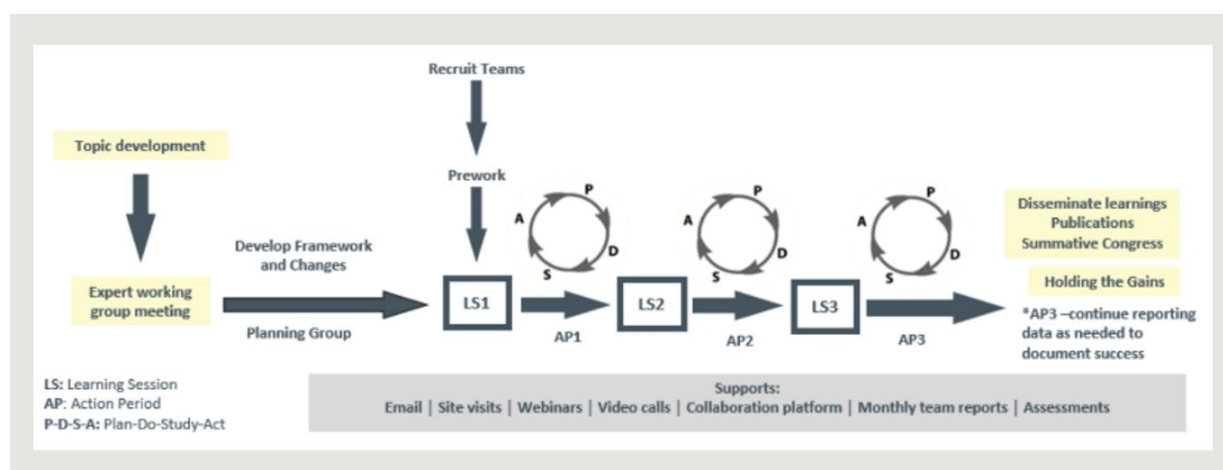 Recruit Teams
Topic development
Prework
P
A
D
S
P
A
D
S
P
A
D
S
Disseminate learnings
Publications
Summative Congress
Develop Framework
and Changes
Expert working
group meeting
Planning Group
LS1
AP1
LS2
AP2
LS3
AP3
Holding the Gains
*AP3 –continue reporting
data as needed to
document success
LS: Learning Session
AP: Action Period
P-D-S-A: Plan-Do-Study-Act
Supports:
Email | Site visits | Webinars | Video calls | Collaboration platform | Monthly team reports | Assessments